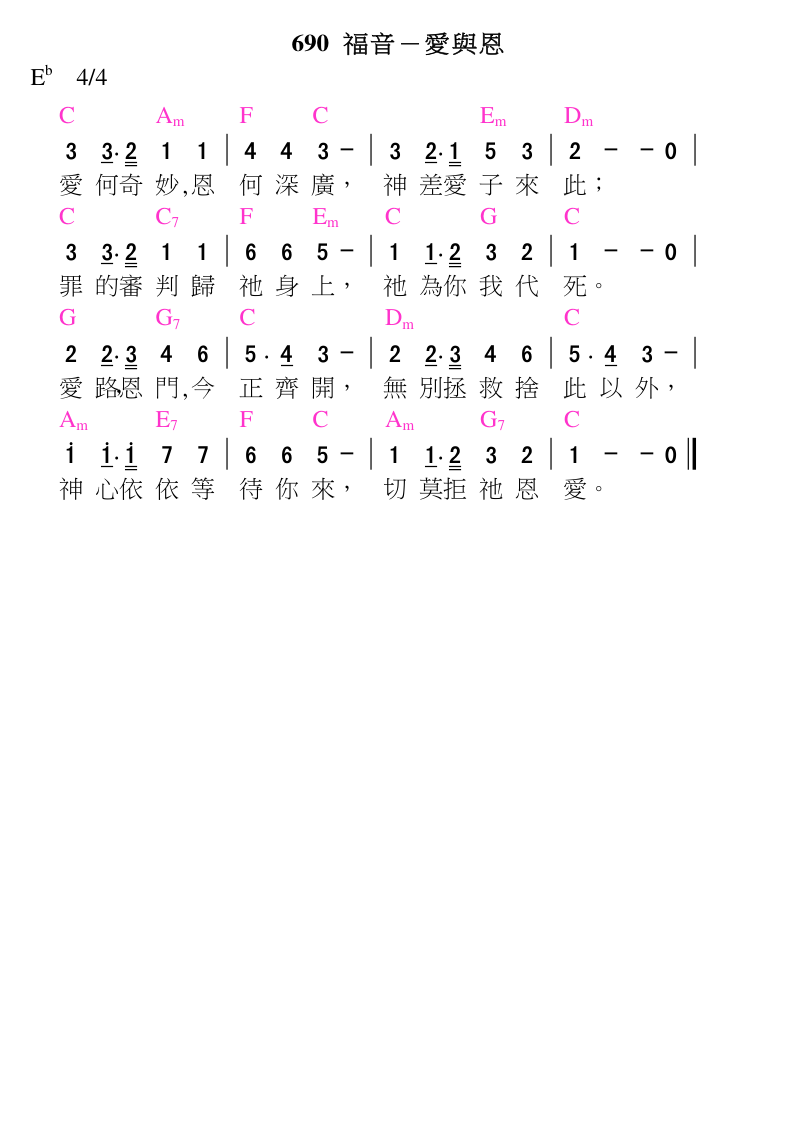 690 福音－愛與恩
E♭ 4/4
C Am F C Em Dm
3 3·2 1 1 | 4 4 3 － | 3 2·1 5 3 | 2 － － 0 |
愛 何奇 妙,恩 何 深 廣， 神 差愛 子 來 此；
C C7 F Em C G C
3 3·2 1 1 | 6 6 5 － | 1 1·2 3 2 | 1 － － 0 |
罪 的審 判 歸 祂 身 上， 祂 為你 我 代 死。
G G7 C Dm C
2 2·3 4 6 | 5·4 3 － | 2 2·3 4 6 | 5·4 3 －
愛 路,恩 門,今 正 齊 開， 無 別拯 救 捨 此 以 外，
Am E7 F C Am G7 C
i i·i 7 7 | 6 6 5 － | 1 1·2 3 2 | 1 － － 0 ‖
神 心依 依 等 待 你 來， 切 莫拒 祂 恩 愛。